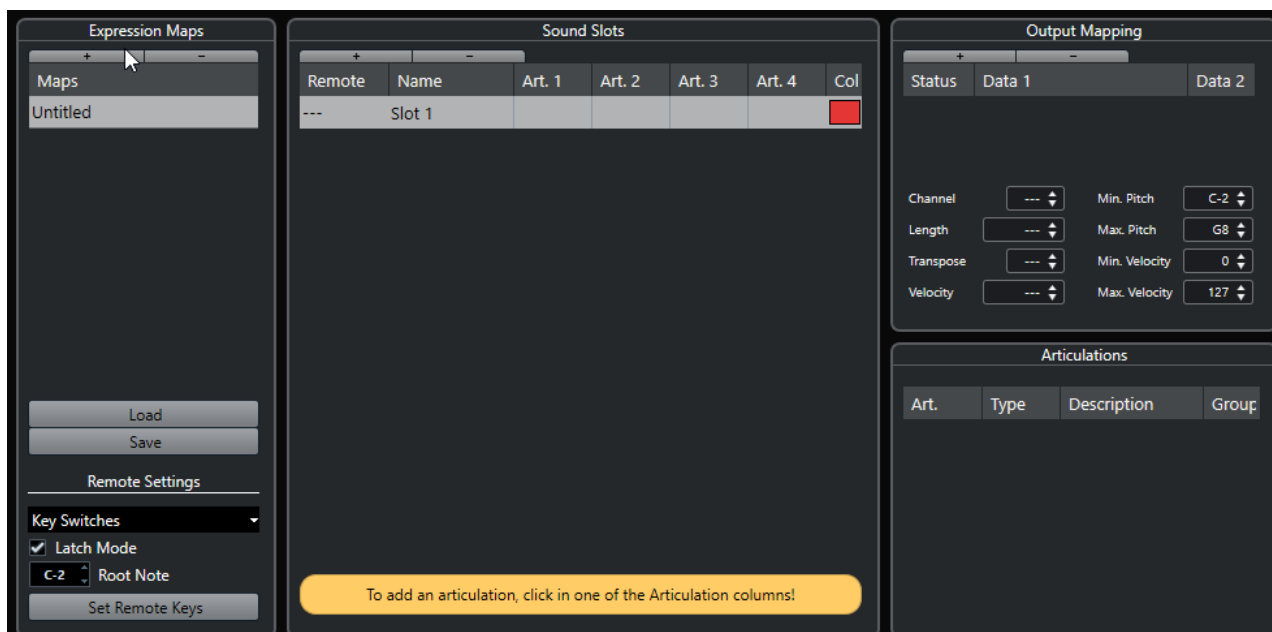 Expression Maps
+ -
Maps
Untitled
Load
Save
Remote Settings
Key Switches
Latch Mode
C-2 Root Note
Set Remote Keys
Sound Slots
+ -
Remote Name Art. 1 Art. 2 Art. 3 Art. 4 Col
--- Slot 1
To add an articulation, click in one of the Articulation columns!
Output Mapping
+ -
Status Data 1 Data 2
Channel --- Min. Pitch C-2
Length --- Max. Pitch G8
Transpose --- Min. Velocity 0
Velocity --- Max. Velocity 127
Articulations
Art. Type Description Group